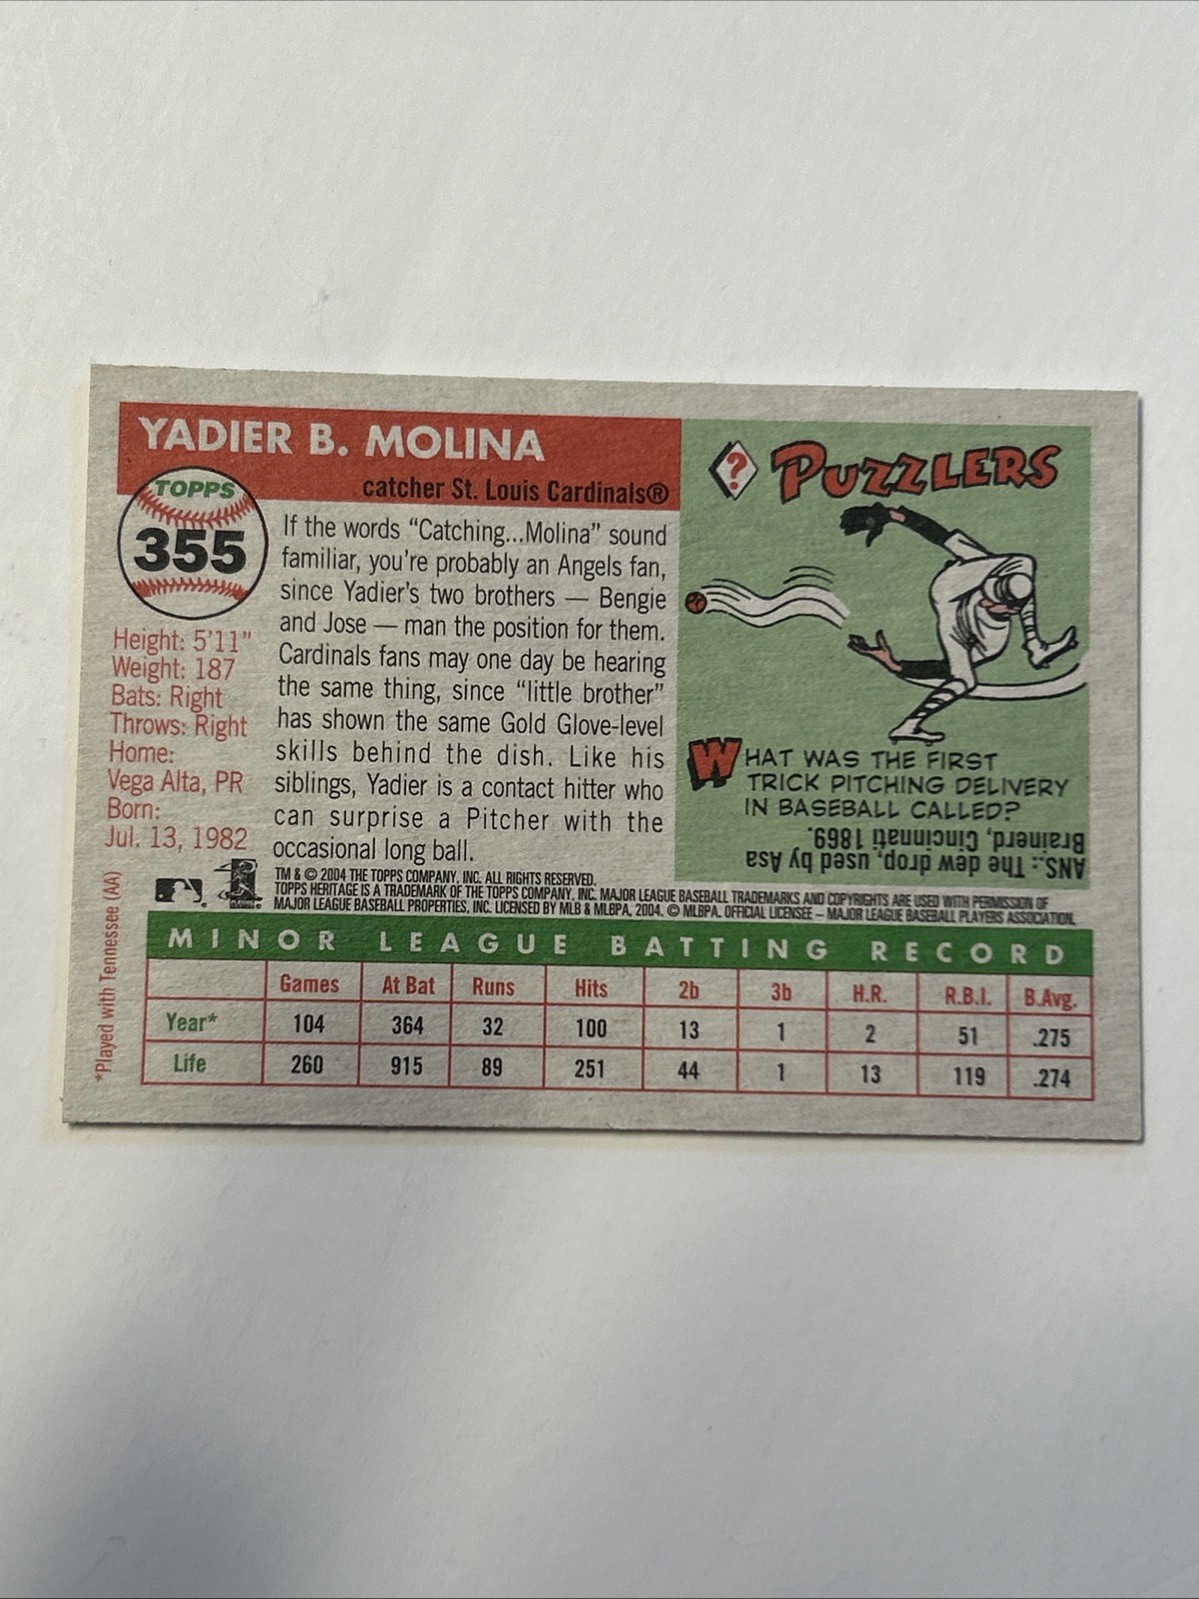 YADIER B. MOLINA
catcher St. Louis Cardinals®
TOPPS
355
Height: 5'11"
Weight: 187
Bats: Right
Throws: Right
Home:
Vega Alta, PR
Born:
Jul. 13, 1982
If the words “Catching...Molina” sound
familiar, you're probably an Angels fan,
since Yadier's two brothers — Bengie
and Jose — man the position for them.
Cardinals fans may one day be hearing
the same thing, since “little brother”
has shown the same Gold Glove-level
skills behind the dish. Like his
siblings, Yadier is a contact hitter who
can surprise a Pitcher with the
occasional long ball.
? PUZZLERS
WHAT WAS THE FIRST
TRICK PITCHING DELIVERY
IN BASEBALL CALLED?
ANS.: The dew drop, used by Asa
Brainerd, Cincinnati 1869.
TM & © 2004 THE TOPPS COMPANY, INC. ALL RIGHTS RESERVED.
TOPPS HERITAGE IS A TRADEMARK OF THE TOPPS COMPANY, INC. MAJOR LEAGUE BASEBALL TRADEMARKS AND COPYRIGHTS ARE USED WITH PERMISSION OF
MAJOR LEAGUE BASEBALL PROPERTIES, INC. LICENSED BY MLB & MLBPA, 2004. © MLBPA. OFFICIAL LICENSEE – MAJOR LEAGUE BASEBALL PLAYERS ASSOCIATION.
*Played with Tennessee (AA)
MINOR LEAGUE BATTING RECORD
Games At Bat Runs Hits 2b 3b H.R. R.B.I. B.Avg.
Year* 104 364 32 100 13 1 2 51 .275
Life 260 915 89 251 44 1 13 119 .274